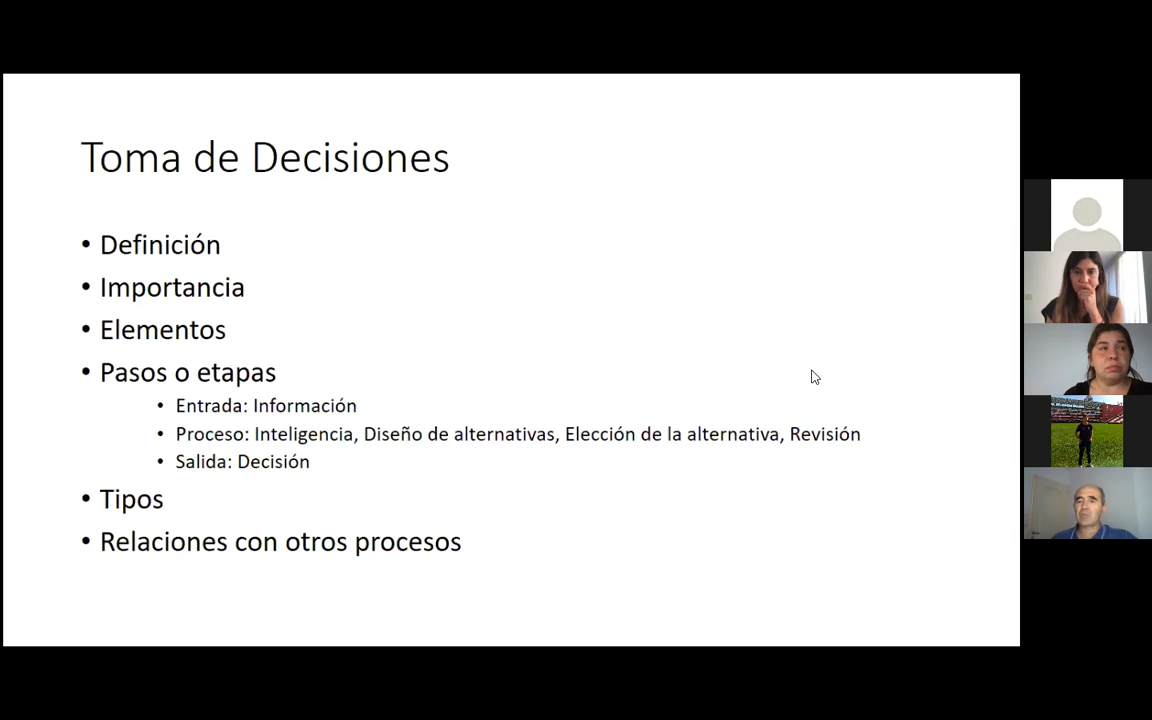 Toma de Decisiones
• Definición
• Importancia
• Elementos
• Pasos o etapas
• Entrada: Información
• Proceso: Inteligencia, Diseño de alternativas, Elección de la alternativa, Revisión
• Salida: Decisión
• Tipos
• Relaciones con otros procesos